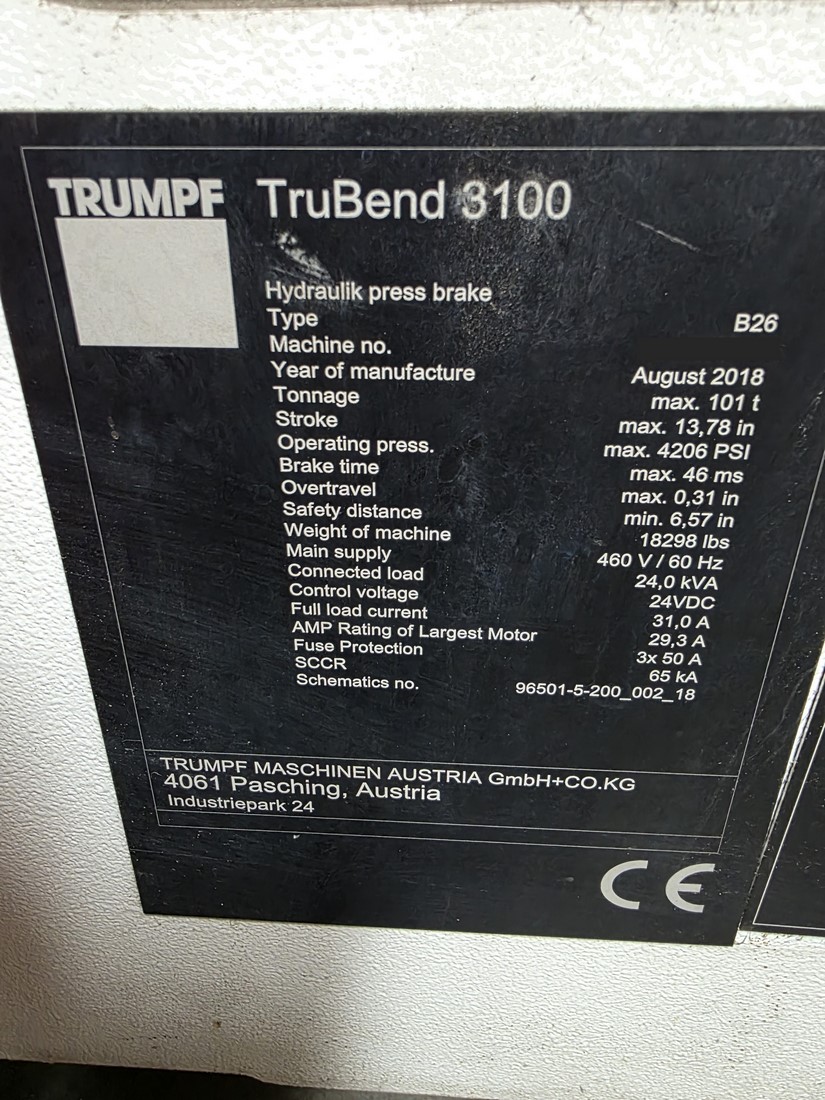 TRUMPF TruBend 3100
Hydraulik press brake
Type B26
Machine no.
Year of manufacture August 2018
Tonnage max. 101 t
Stroke max. 13,78 in
Operating press. max. 4206 PSI
Brake time max. 46 ms
Overtravel max. 0,31 in
Safety distance min. 6,57 in
Weight of machine 18298 lbs
Main supply 460 V / 60 Hz
Connected load 24,0 kVA
Control voltage 24VDC
Full load current 31,0 A
AMP Rating of Largest Motor 29,3 A
Fuse Protection 3x 50 A
SCCR 65 kA
Schematics no. 96501-5-200_002_18
TRUMPF MASCHINEN AUSTRIA GmbH+CO.KG
4061 Pasching, Austria
Industriepark 24
CE